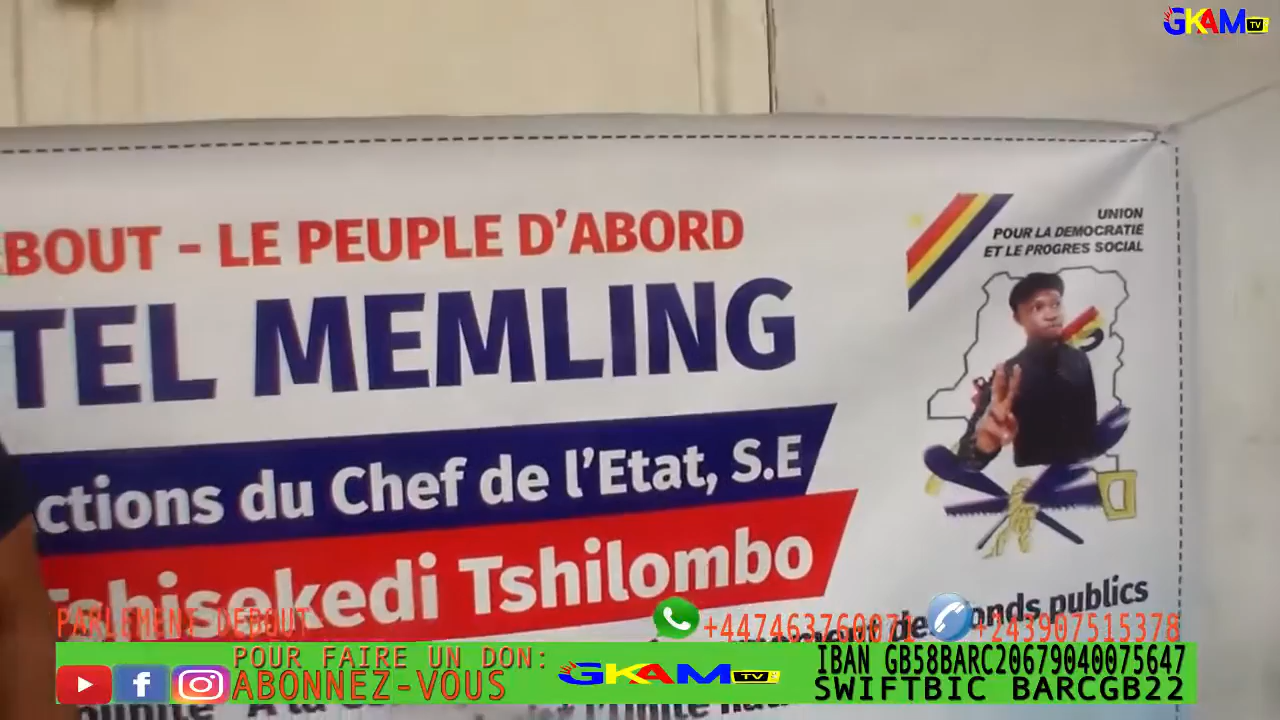 GKAM TV
BOUT - LE PEUPLE D'ABORD
TEL MEMLING
ctions du Chef de l'Etat, S.E
Tshisekedi Tshilombo
UNION
POUR LA DEMOCRATIE
ET LE PROGRES SOCIAL
onds publics
PARLEMENT DEBOUT
+447463760071
+243907515378
POUR FAIRE UN DON:
ABONNEZ-VOUS
GKAM TV
IBAN GB58BARC20679040075647
SWIFTBIC BARCGB22